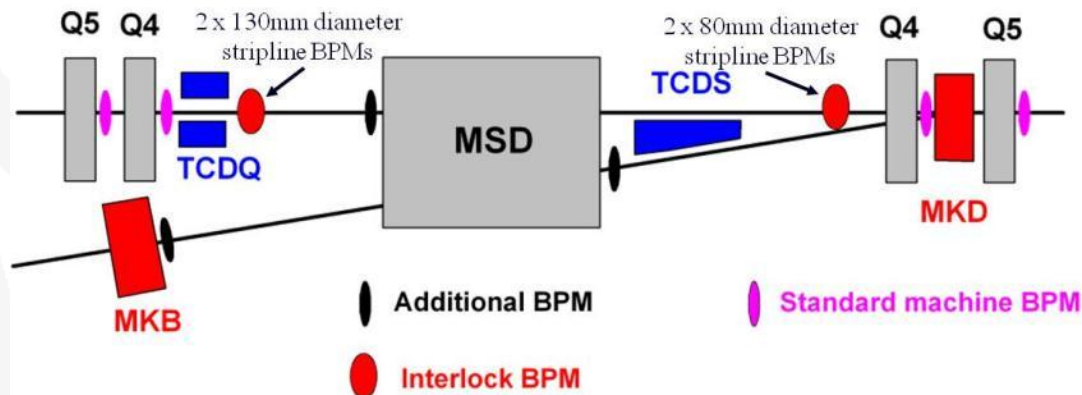 Q5 Q4
2 x 130mm diameter
stripline BPMs
2 x 80mm diameter
stripline BPMs
Q4 Q5
TCDS
MSD
TCDQ
MKD
MKB
Additional BPM
Standard machine BPM
Interlock BPM